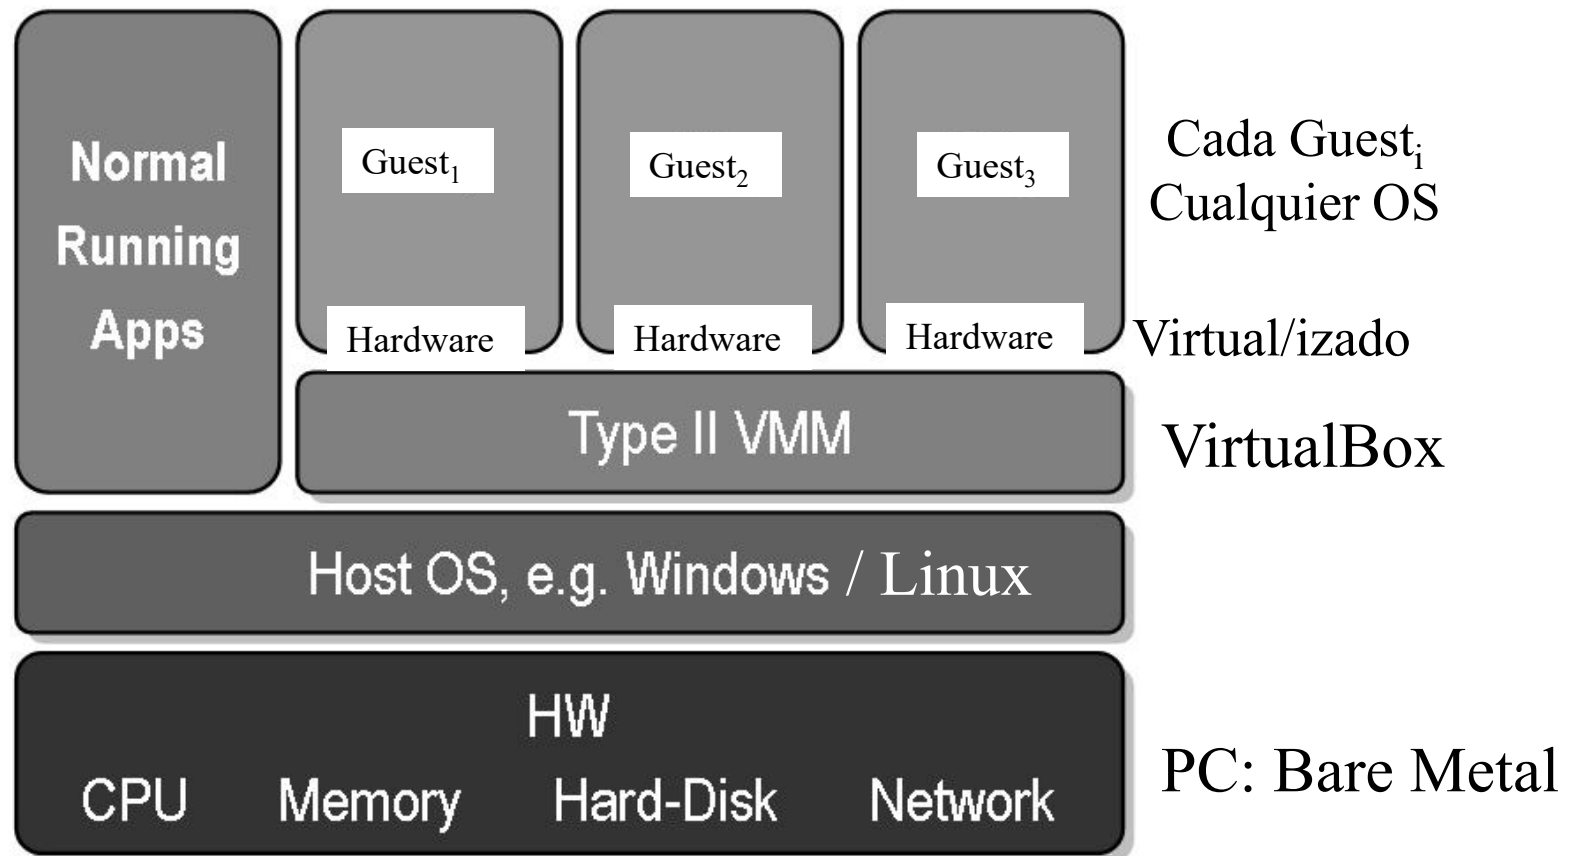 Normal
Running
Apps
Guest₁
Guest₂
Guest₃
Cada Guestᵢ
Cualquier OS
Hardware
Hardware
Hardware
Virtual/izado
Type II VMM
VirtualBox
Host OS, e.g. Windows / Linux
HW
CPU Memory Hard-Disk Network
PC: Bare Metal